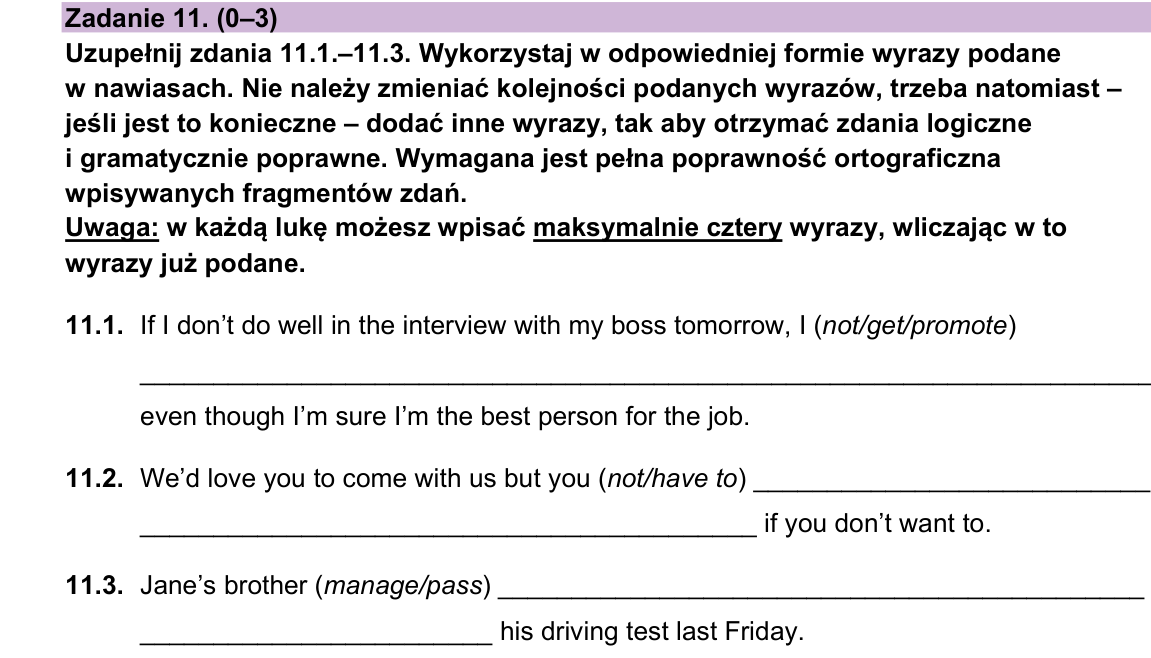 Zadanie 11. (0–3)
Uzupełnij zdania 11.1.–11.3. Wykorzystaj w odpowiedniej formie wyrazy podane
w nawiasach. Nie należy zmieniać kolejności podanych wyrazów, trzeba natomiast –
jeśli jest to konieczne – dodać inne wyrazy, tak aby otrzymać zdania logiczne
i gramatycznie poprawne. Wymagana jest pełna poprawność ortograficzna
wpisywanych fragmentów zdań.
Uwaga: w każdą lukę możesz wpisać maksymalnie cztery wyrazy, wliczając w to
wyrazy już podane.
11.1. If I don’t do well in the interview with my boss tomorrow, I (not/get/promote)
even though I’m sure I’m the best person for the job.
11.2. We’d love you to come with us but you (not/have to)
if you don’t want to.
11.3. Jane’s brother (manage/pass)
his driving test last Friday.